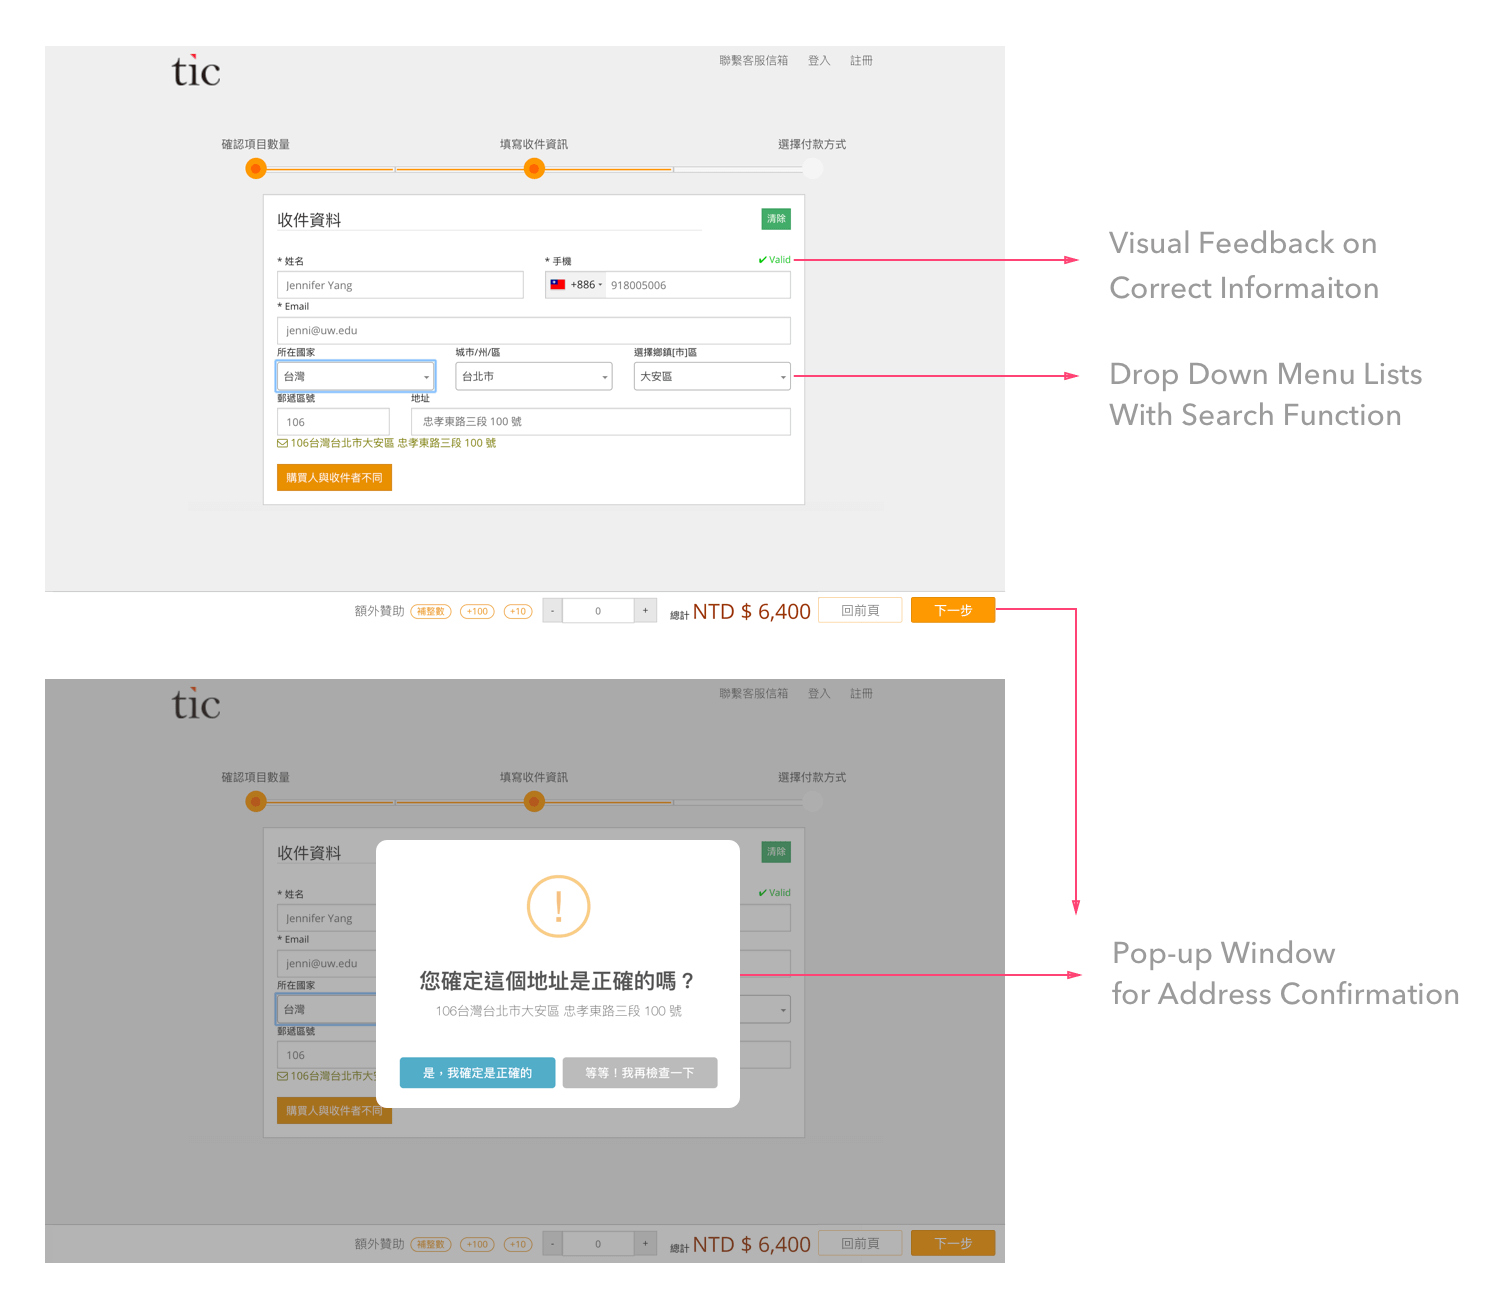 tic
聯繫客服信箱 登入 註冊
確認項目數量 填寫收件資訊 選擇付款方式
收件資料 清除
* 姓名 * 手機 ✔ Valid
Jennifer Yang +886 918005006
* Email
jenni@uw.edu
所在國家 城市/州/區 選擇鄉鎮[市]區
台灣 台北市 大安區
郵遞區號 地址
106 忠孝東路三段 100 號
106台灣台北市大安區 忠孝東路三段 100 號
購買人與收件者不同
額外贊助 補整數 +100 +10 - 0 + 總計 NTD $ 6,400 回前頁 下一步
Visual Feedback on
Correct Informaiton
Drop Down Menu Lists
With Search Function
tic
聯繫客服信箱 登入 註冊
確認項目數量 填寫收件資訊 選擇付款方式
收件資料 清除
* 姓名 ✔ Valid
Jennifer Yang
* Email
jenni@uw.edu
所在國家
台灣
郵遞區號
106
106台灣台北市大
購買人與收件者不同
!
您確定這個地址是正確的嗎？
106台灣台北市大安區 忠孝東路三段 100 號
是，我確定是正確的 等等！我再檢查一下
額外贊助 補整數 +100 +10 - 0 + 總計 NTD $ 6,400 回前頁 下一步
Pop-up Window
for Address Confirmation